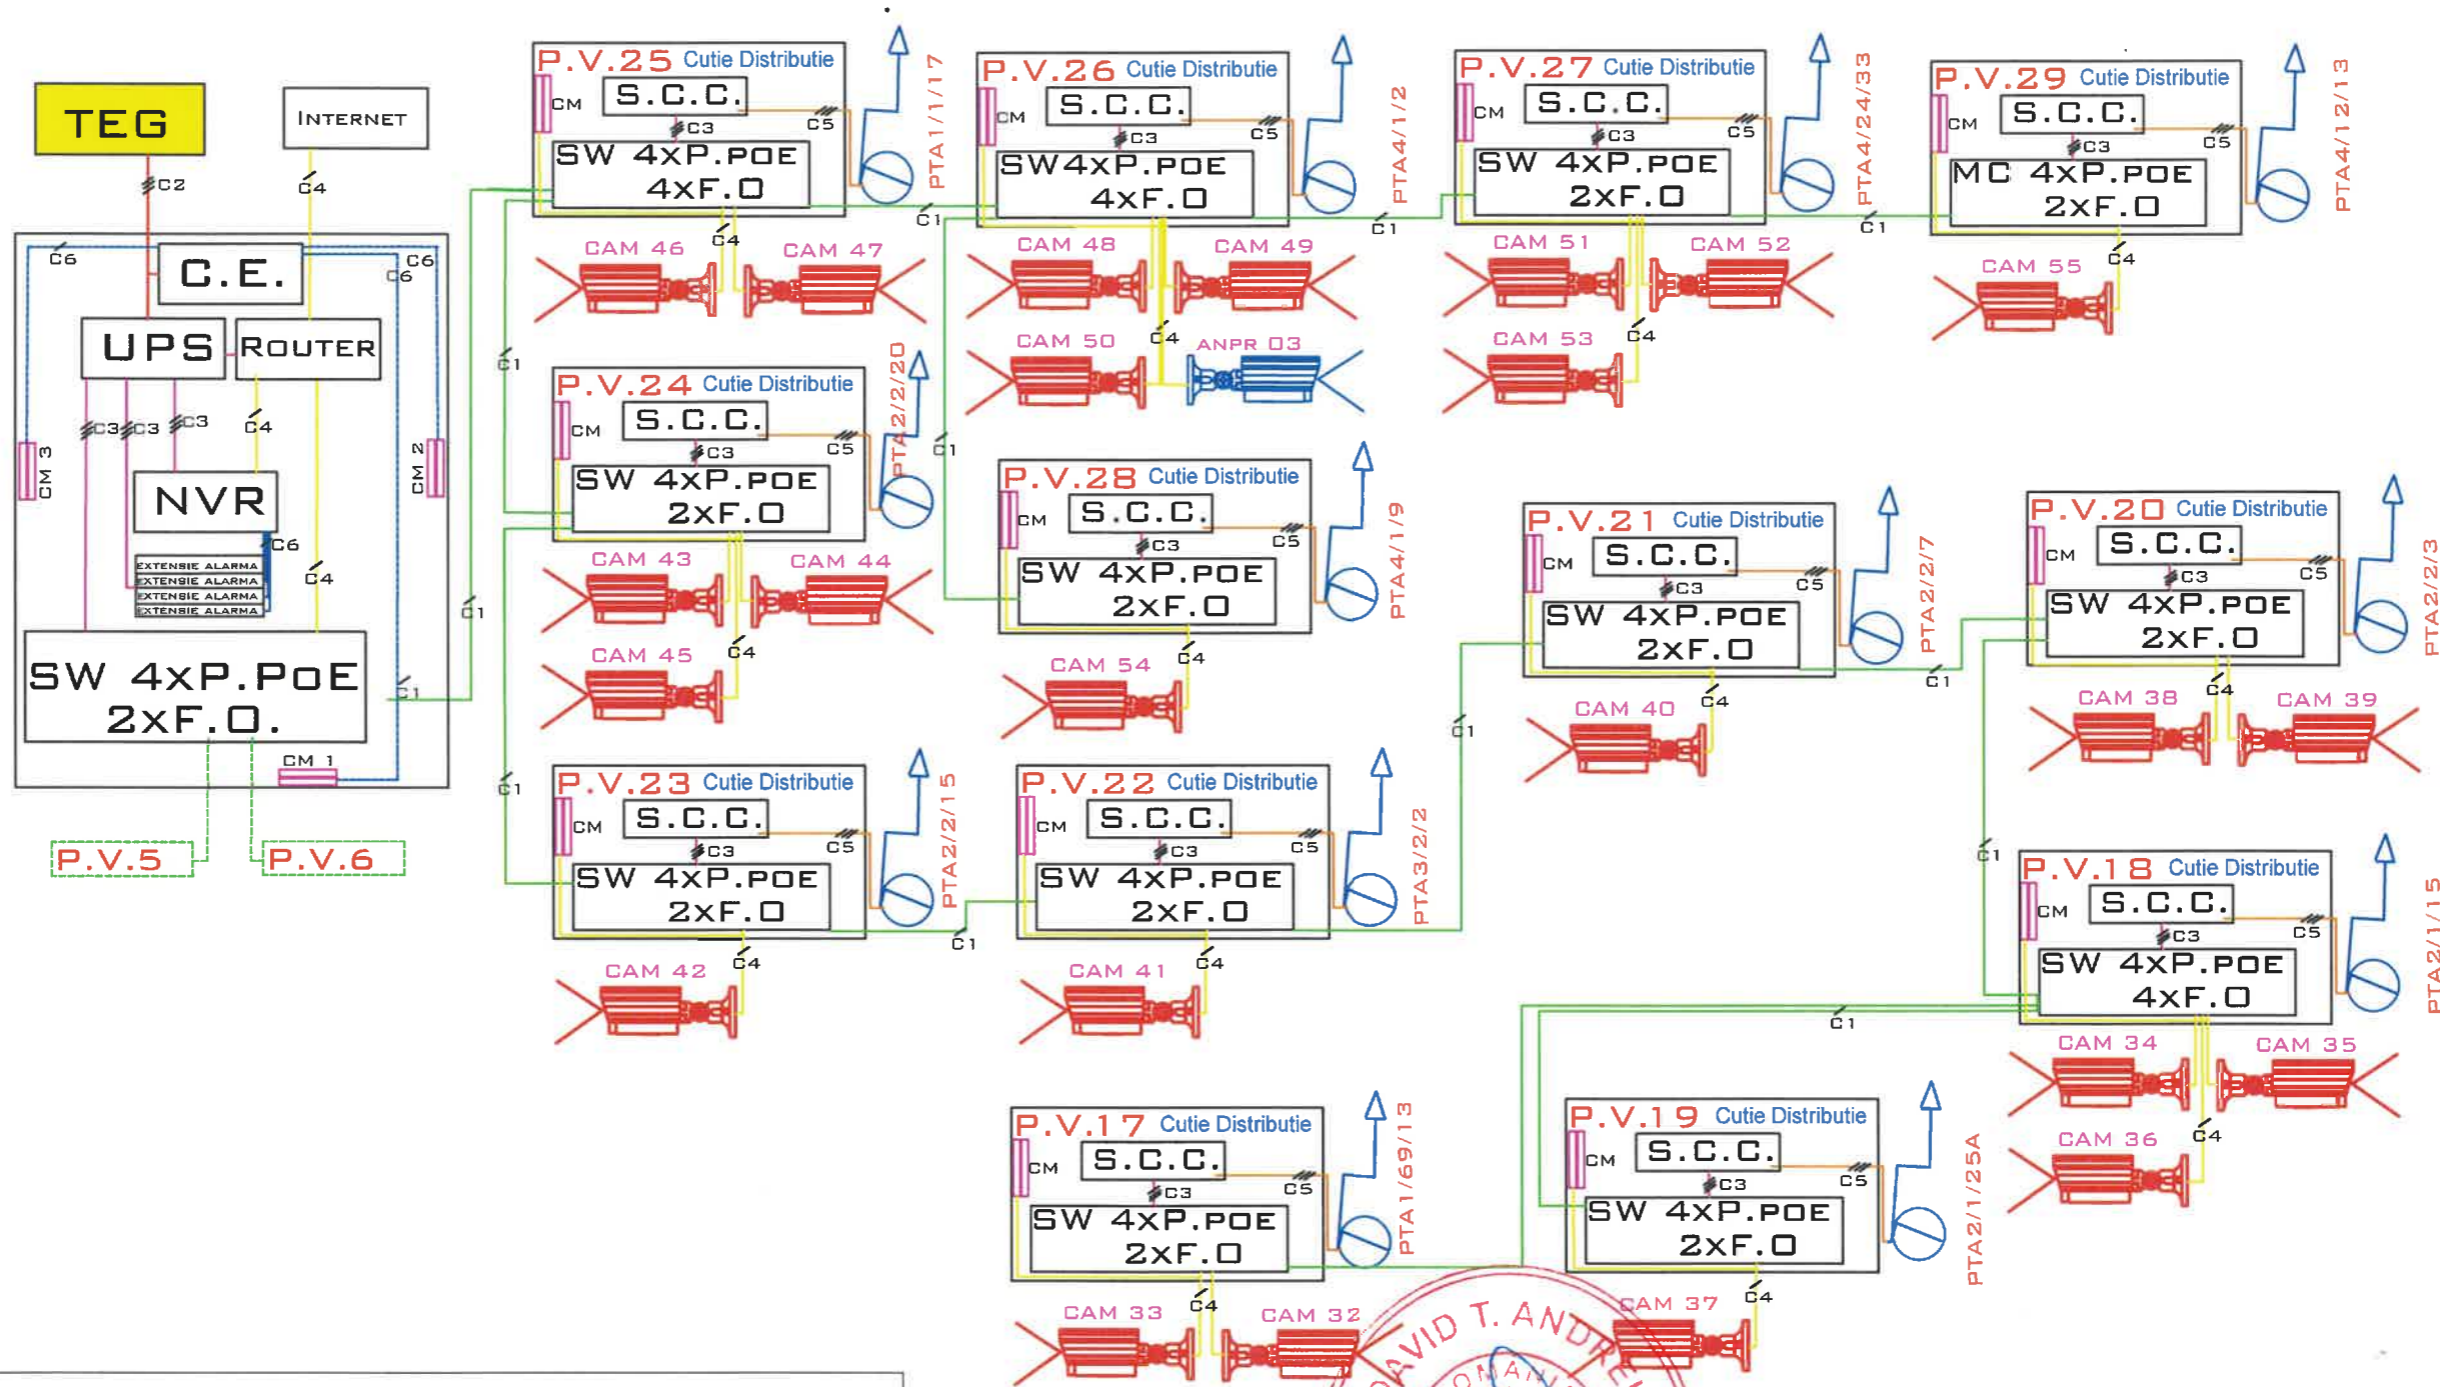 TEG
INTERNET
C2
C4
C6
C6
C6
C.E.
UPS
ROUTER
C3
C3
C3
C4
CM 3
CM 2
NVR
C6
EXTENSIE ALARMA
EXTENSIE ALARMA
EXTENSIE ALARMA
EXTENSIE ALARMA
C4
SW 4xP.PoE
2xF.O.
C1
C1
CM 1
P.V.5
P.V.6
P.V.25 Cutie Distributie
CM
S.C.C.
C5
C3
SW 4xP.POE
4xF.O
PTA1/1/17
C4
C1
CAM 46
CAM 47
P.V.26 Cutie Distributie
CM
S.C.C.
C5
C3
SW4xP.POE
4xF.O
PTA4/1/2
C1
CAM 48
CAM 49
C4
CAM 50
ANPR 03
P.V.27 Cutie Distributie
CM
S.C.C.
C5
C3
SW 4xP.POE
2xF.O
PTA4/24/33
C1
CAM 51
CAM 52
C4
CAM 53
P.V.29 Cutie Distributie
CM
S.C.C.
C5
C3
MC 4xP.POE
2xF.O
PTA4/12/13
C4
CAM 55
C1
P.V.24 Cutie Distributie
CM
S.C.C.
C5
C3
SW 4xP.POE
2xF.O
PTA2/2/20
CAM 43
CAM 44
C4
CAM 45
C1
P.V.28 Cutie Distributie
CM
S.C.C.
C5
C3
SW 4xP.POE
2xF.O
PTA4/1/9
C4
CAM 54
P.V.21 Cutie Distributie
CM
S.C.C.
C5
C3
SW 4xP.POE
2xF.O
PTA2/2/7
C4
C1
CAM 40
P.V.20 Cutie Distributie
CM
S.C.C.
C5
C3
SW 4xP.POE
2xF.O
PTA2/2/3
C4
CAM 38
CAM 39
C1
P.V.23 Cutie Distributie
CM
S.C.C.
C5
C3
SW 4xP.POE
2xF.O
PTA2/2/15
C4
C1
CAM 42
P.V.22 Cutie Distributie
CM
S.C.C.
C5
C3
SW 4xP.POE
2xF.O
PTA3/2/2
C4
CAM 41
C1
C1
P.V.18 Cutie Distributie
CM
S.C.C.
C5
C3
SW 4xP.POE
4xF.O
PTA2/1/15
C1
CAM 34
CAM 35
C4
CAM 36
P.V.17 Cutie Distributie
CM
S.C.C.
C5
C3
SW 4xP.POE
2xF.O
PTA1/69/13
C4
CAM 33
CAM 32
P.V.19 Cutie Distributie
CM
S.C.C.
C5
C3
SW 4xP.POE
2xF.O
PTA2/1/25A
C4
CAM 37
DAVID T.